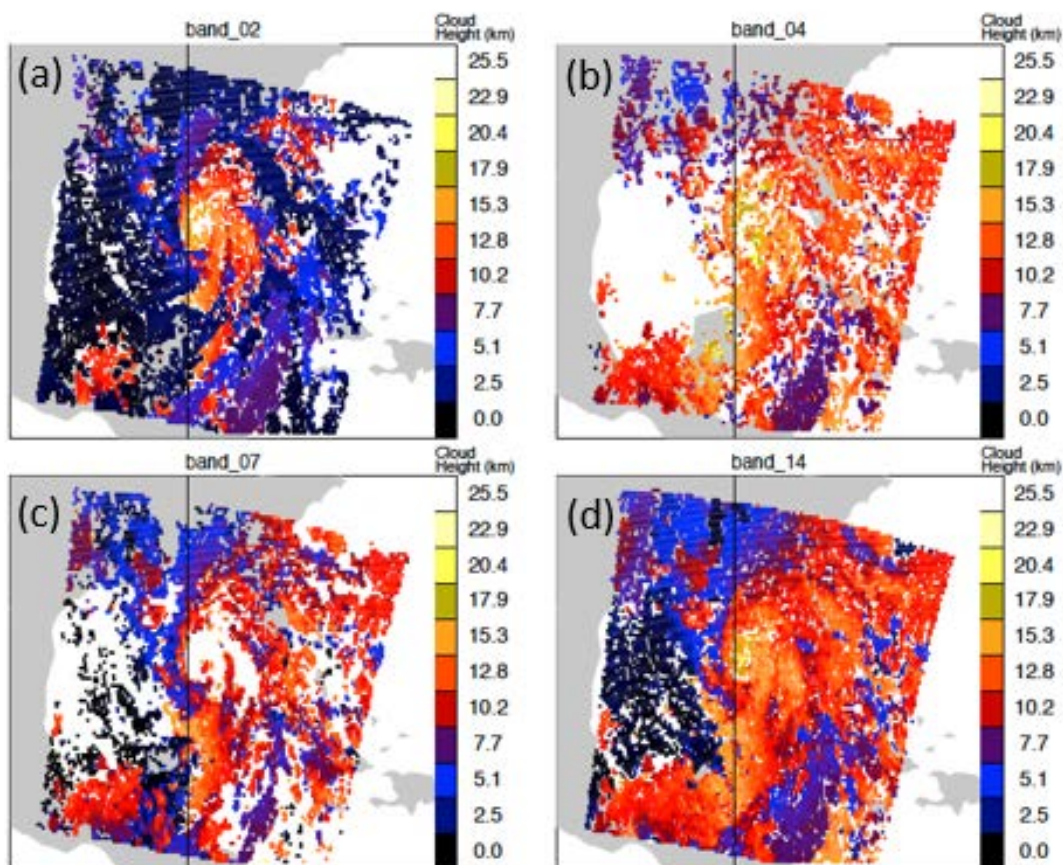 band_02
Cloud
Height (km)
(a)
25.5
22.9
20.4
17.9
15.3
12.8
10.2
7.7
5.1
2.5
0.0
band_04
Cloud
Height (km)
(b)
25.5
22.9
20.4
17.9
15.3
12.8
10.2
7.7
5.1
2.5
0.0
band_07
Cloud
Height (km)
(c)
25.5
22.9
20.4
17.9
15.3
12.8
10.2
7.7
5.1
2.5
0.0
band_14
Cloud
Height (km)
(d)
25.5
22.9
20.4
17.9
15.3
12.8
10.2
7.7
5.1
2.5
0.0